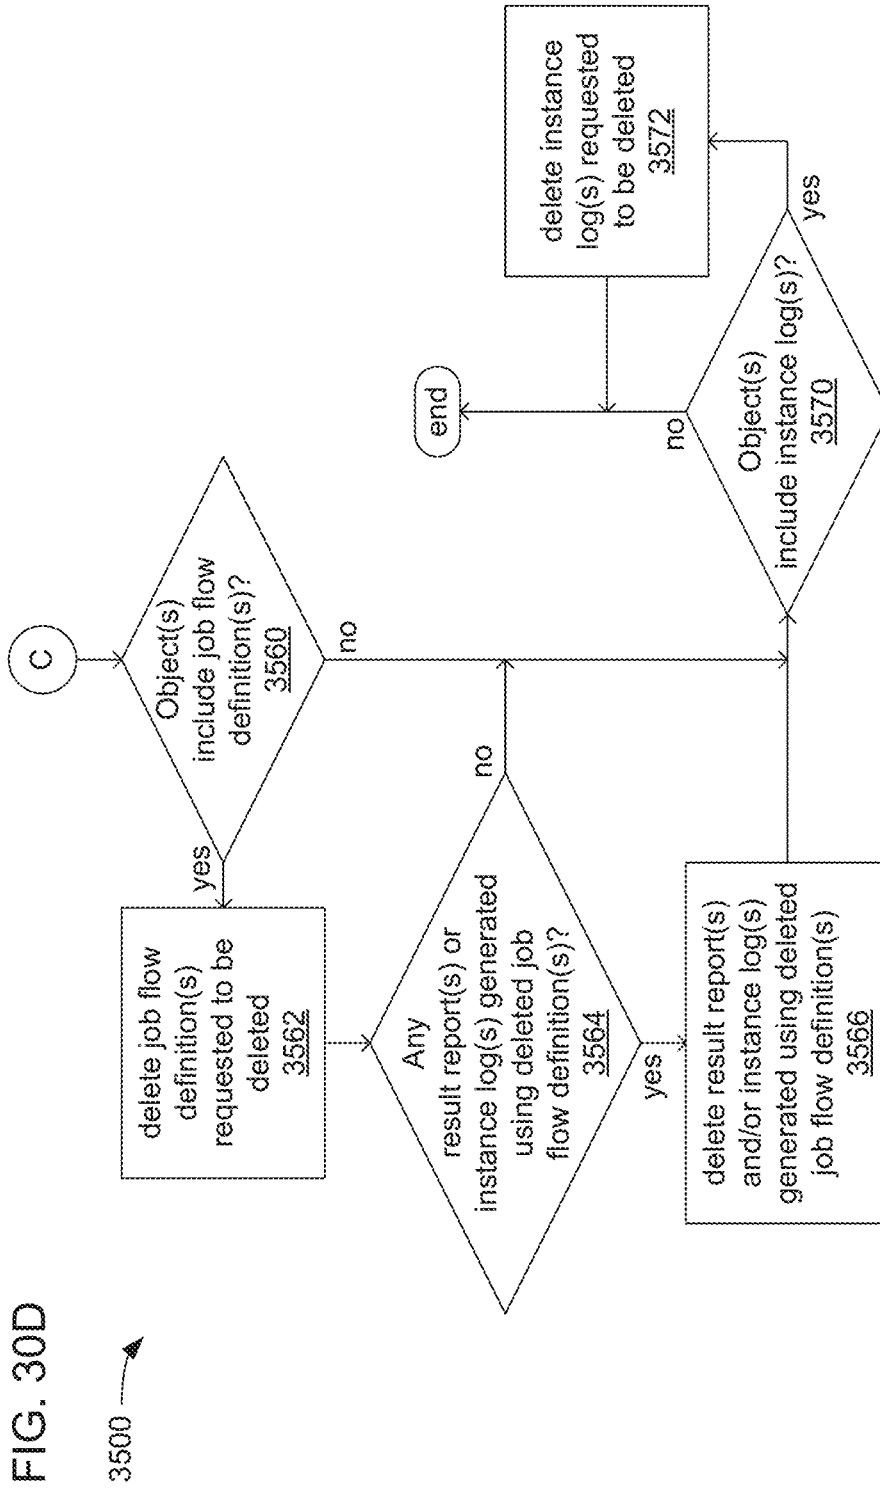 FIG. 30D
3500
C
Object(s)
include job flow
definition(s)?
3560
yes
no
delete job flow
definition(s)
requested to be
deleted
3562
Any
result report(s) or
instance log(s) generated
using deleted job
flow definition(s)?
3564
no
yes
delete result report(s)
and/or instance log(s)
generated using deleted
job flow definition(s)
3566
Object(s)
include instance log(s)?
3570
no
yes
delete instance
log(s) requested
to be deleted
3572
end